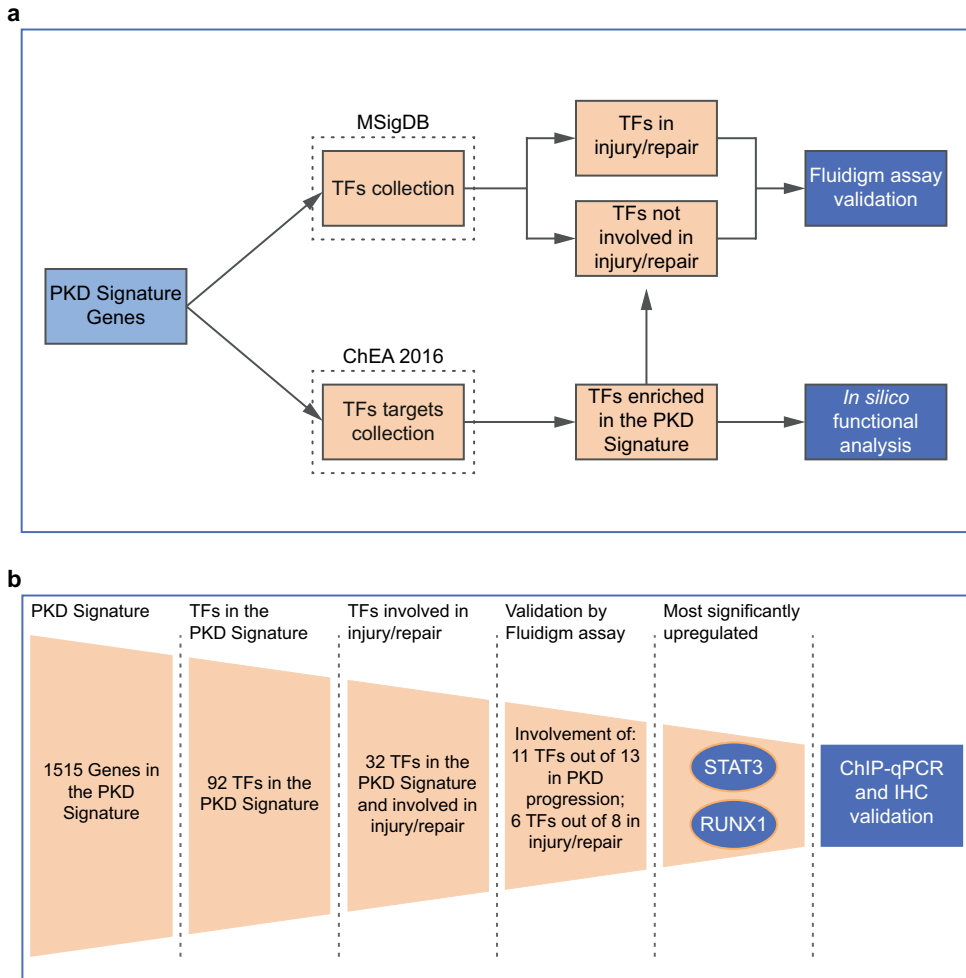 a
MSigDB
TFs collection
TFs in
injury/repair
TFs not
involved in
injury/repair
Fluidigm assay
validation
PKD Signature
Genes
ChEA 2016
TFs targets
collection
TFs enriched
in the PKD
Signature
In silico
functional
analysis
b
PKD Signature
TFs in the
PKD Signature
TFs involved in
injury/repair
Validation by
Fluidigm assay
Most significantly
upregulated
1515 Genes in
the PKD
Signature
92 TFs in the
PKD Signature
32 TFs in the
PKD Signature
and involved in
injury/repair
Involvement of:
11 TFs out of 13
in PKD
progression;
6 TFs out of 8 in
injury/repair
STAT3
RUNX1
ChIP-qPCR
and IHC
validation